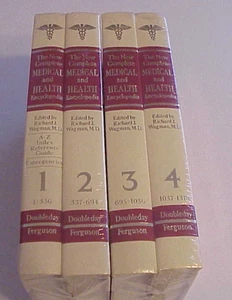 The New
Complete
MEDICAL
and
HEALTH
Encyclopedia
Edited by
Richard J.
Wagman, M.D.
A-Z
Index
Reference
Guide
Emergencies
1
1-336
Doubleday
Ferguson
The New
Complete
MEDICAL
and
HEALTH
Encyclopedia
Edited by
Richard J.
Wagman, M.D.
2
337-694
Doubleday
Ferguson
The New
Complete
MEDICAL
and
HEALTH
Encyclopedia
Edited by
Richard J.
Wagman, M.D.
3
695-1036
Doubleday
Ferguson
The New
Complete
MEDICAL
and
HEALTH
Encyclopedia
Edited by
Richard J.
Wagman, M.D.
4
Doubleday
Ferguson